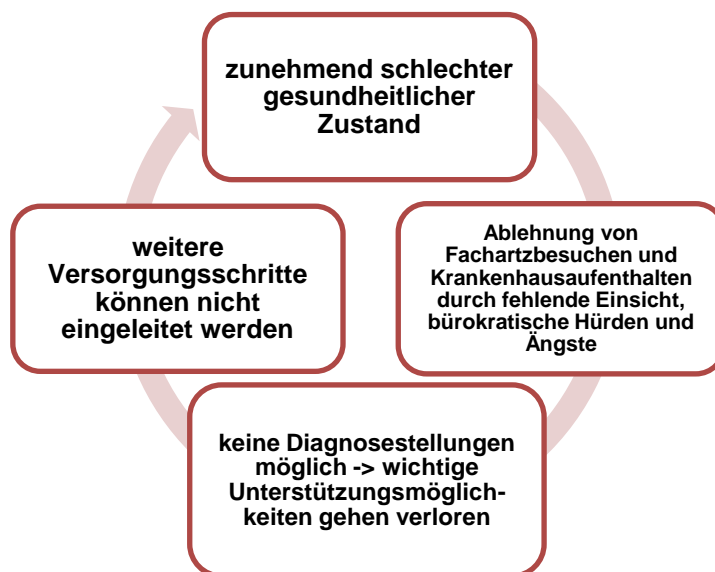 zunehmend schlechter
gesundheitlicher
Zustand
Ablehnung von
Fachartzbesuchen und
Krankenhausaufenthalten
durch fehlende Einsicht,
bürokratische Hürden und
Ängste
keine Diagnosestellungen
möglich -> wichtige
Unterstützungsmöglich-
keiten gehen verloren
weitere
Versorgungsschritte
können nicht
eingeleitet werden